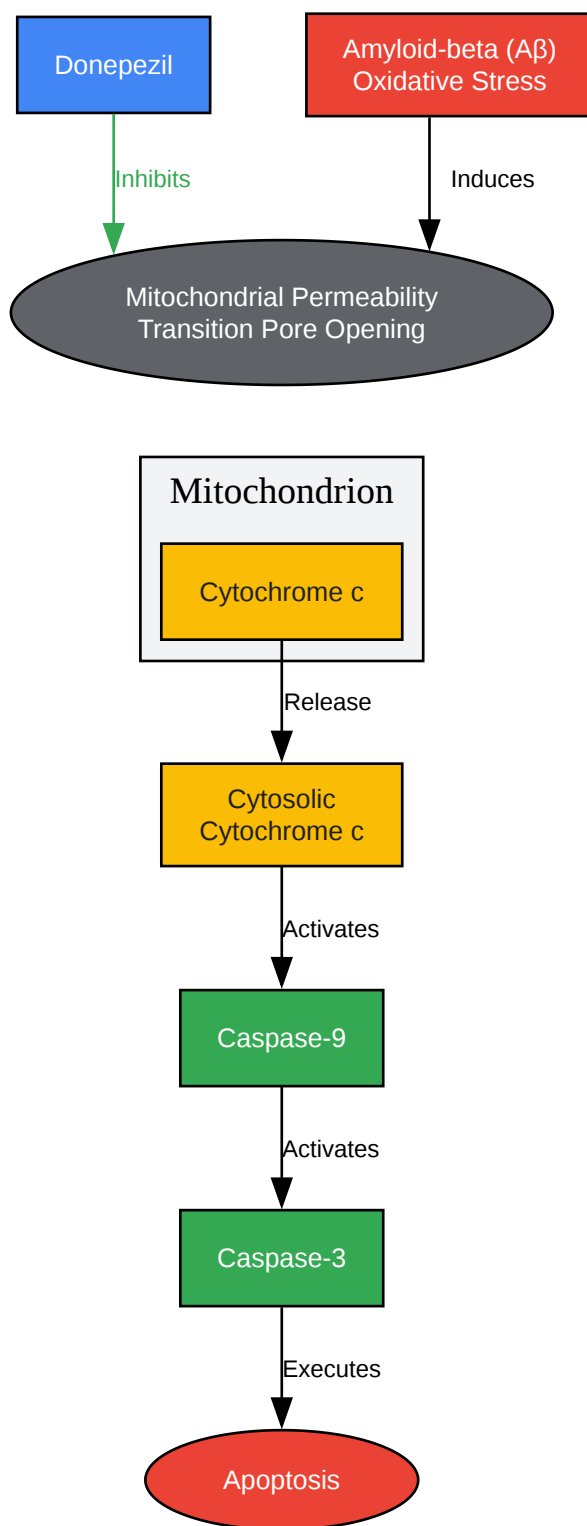 Donepezil
Amyloid-beta (Aβ)
Oxidative Stress
Inhibits
Induces
Mitochondrial Permeability
Transition Pore Opening
Mitochondrion
Cytochrome c
Release
Cytosolic
Cytochrome c
Activates
Caspase-9
Activates
Caspase-3
Executes
Apoptosis